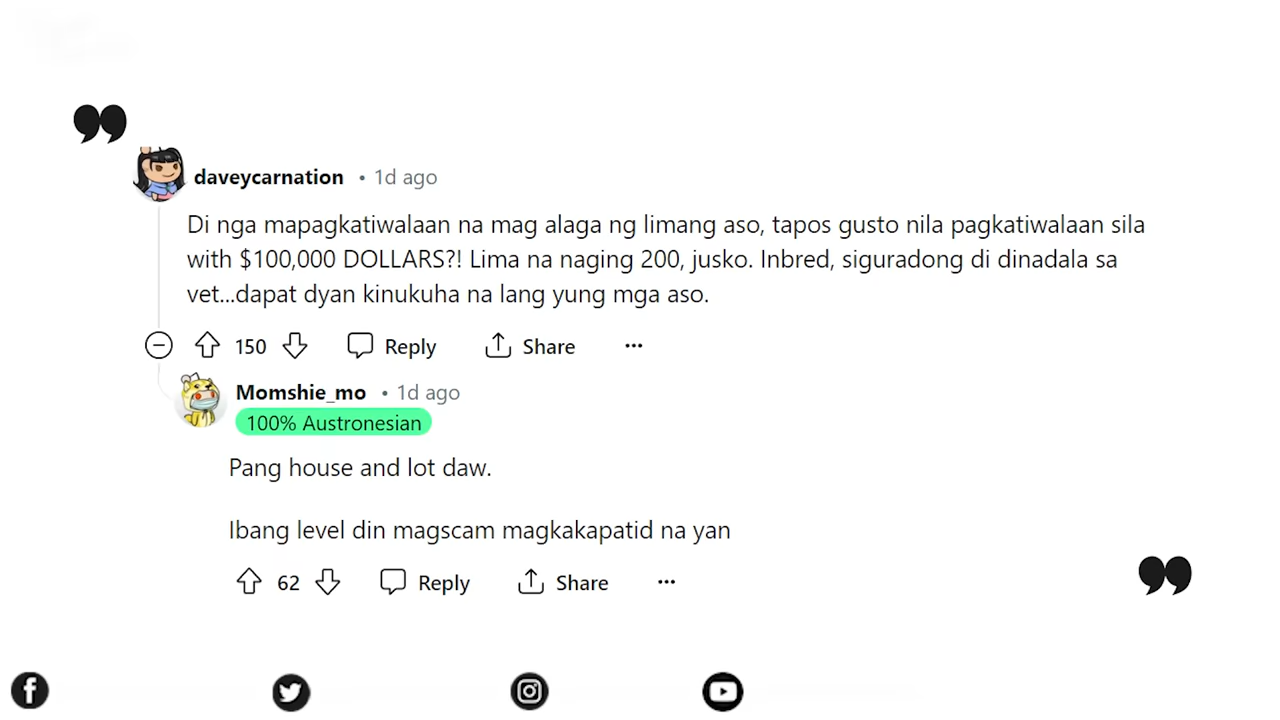 daveycarnation • 1d ago
Di nga mapagkatiwalaan na mag alaga ng limang aso, tapos gusto nila pagkatiwalaan sila
with $100,000 DOLLARS?! Lima na naging 200, jusko. Inbred, siguradong di dinadala sa
vet...dapat dyan kinukuha na lang yung mga aso.
150 Reply Share ...
Momshie_mo • 1d ago
100% Austronesian
Pang house and lot daw.
Ibang level din magscam magkakapatid na yan
62 Reply Share ...